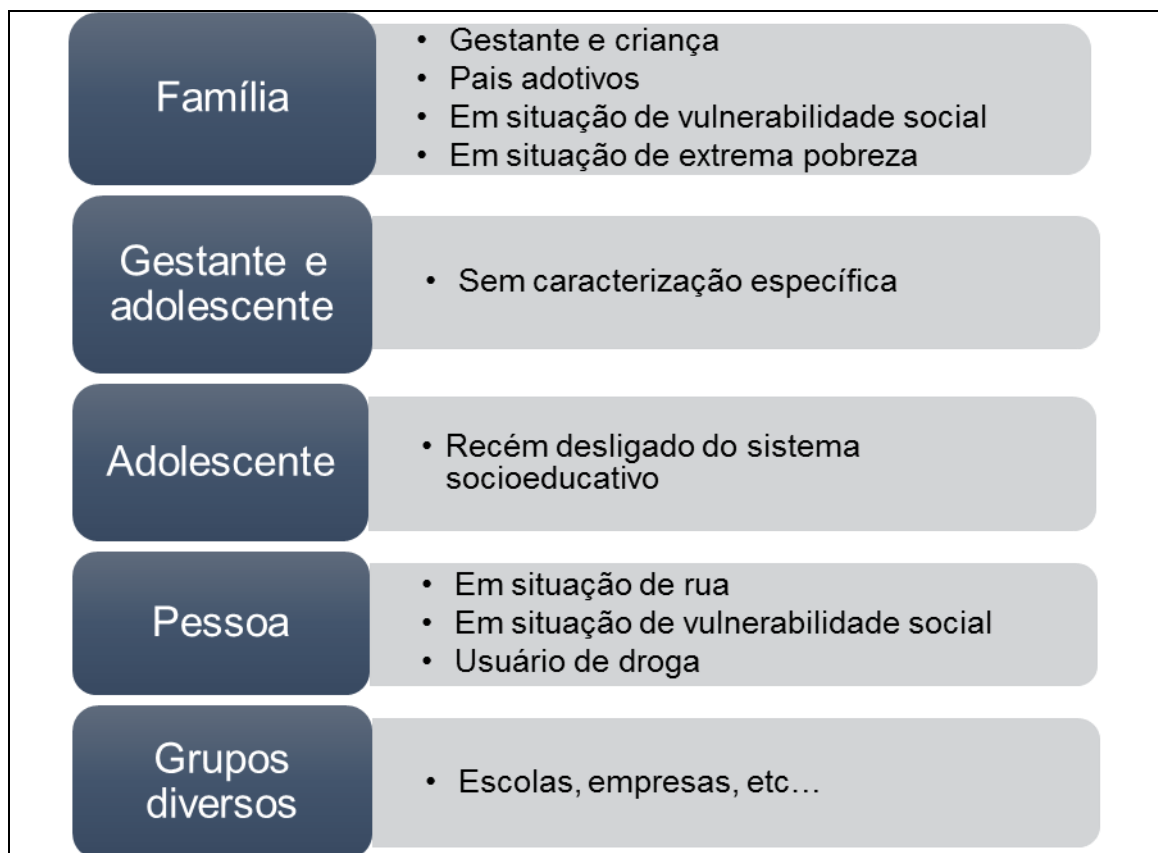 Família
• Gestante e criança
• Pais adotivos
• Em situação de vulnerabilidade social
• Em situação de extrema pobreza
Gestante e
adolescente
• Sem caracterização específica
Adolescente
• Recém desligado do sistema
socioeducativo
Pessoa
• Em situação de rua
• Em situação de vulnerabilidade social
• Usuário de droga
Grupos
diversos
• Escolas, empresas, etc…